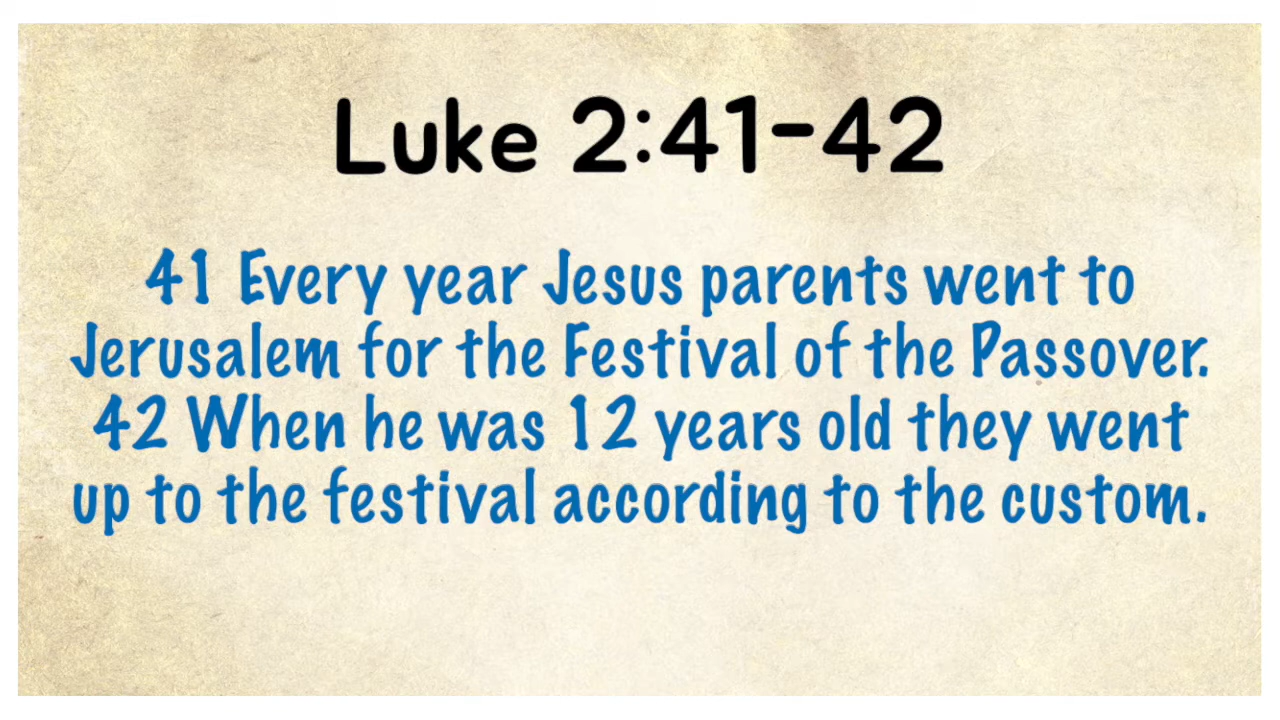 Luke 2:41-42
41 Every year Jesus parents went to
Jerusalem for the Festival of the Passover.
42 When he was 12 years old they went
up to the festival according to the custom.